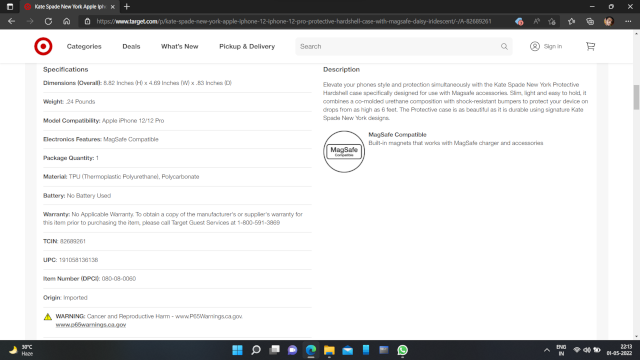 Kate Spade New York Apple iPh
https://www.target.com/p/kate-spade-new-york-apple-iphone-12-iphone-12-pro-protective-hardshell-case-with-magsafe-daisy-iridescent/-/A-82689261
Categories
Deals
What's New
Pickup & Delivery
Search
Sign in
Specifications
Dimensions (Overall): 8.82 Inches (H) x 4.69 Inches (W) x .83 Inches (D)
Weight: .24 Pounds
Model Compatibility: Apple iPhone 12/12 Pro
Electronics Features: MagSafe Compatible
Package Quantity: 1
Material: TPU (Thermoplastic Polyurethane), Polycarbonate
Battery: No Battery Used
Warranty: No Applicable Warranty. To obtain a copy of the manufacturer's or supplier's warranty for
this item prior to purchasing the item, please call Target Guest Services at 1-800-591-3869
TCIN: 82689261
UPC: 191058136138
Item Number (DPCI): 080-08-0060
Origin: Imported
WARNING: Cancer and Reproductive Harm - www.P65Warnings.ca.gov
www.p65warnings.ca.gov
Description
Elevate your phones style and protection simultaneously with the Kate Spade New York Protective
Hardshell case specifically designed for use with Magsafe accessories. Slim, light and easy to hold, it
combines a co-molded urethane composition with shock-resistant bumpers to protect your device on
drops from as high as 6 feet. The Protective case is as beautiful as it is durable using signature Kate
Spade New York designs.
MagSafe
Compatible
MagSafe Compatible
Built-in magnets that works with MagSafe charger and accessories
30°C
Haze
ENG
IN
22:13
01-05-2022